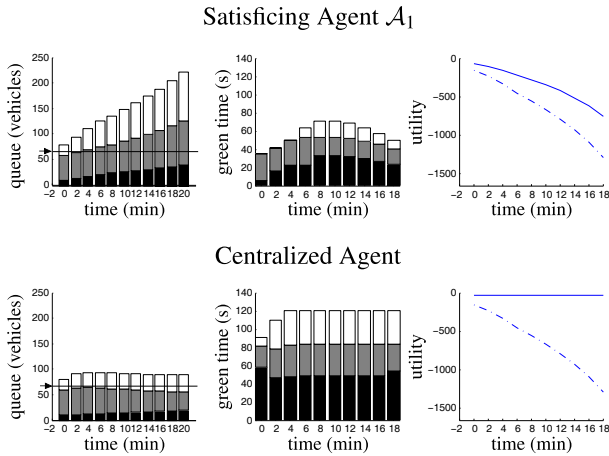 Satisficing Agent A₁
queue (vehicles)
250
200
150
100
50
0
−2 0 2 4 6 8 10 12 14 16 18 20
time (min)
green time (s)
140
120
100
80
60
40
20
0
0 2 4 6 8 10 12 14 16 18
time (min)
utility
0
−500
−1000
−1500
−2 0 2 4 6 8 10 12 14 16 18
time (min)
Centralized Agent
queue (vehicles)
250
200
150
100
50
0
−2 0 2 4 6 8 10 12 14 16 18 20
time (min)
green time (s)
140
120
100
80
60
40
20
0
0 2 4 6 8 10 12 14 16 18
time (min)
utility
0
−500
−1000
−1500
−2 0 2 4 6 8 10 12 14 16 18
time (min)